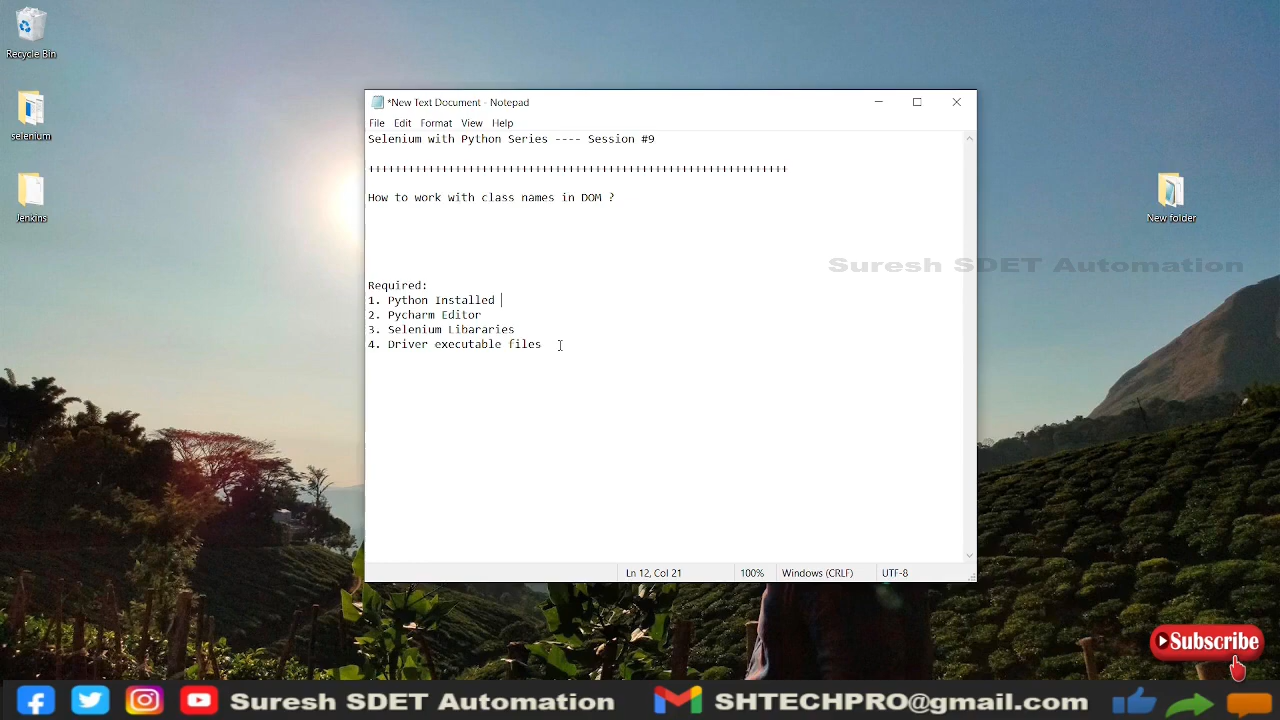 Recycle Bin
selenium
Jenkins
New folder
*New Text Document - Notepad
File Edit Format View Help
Selenium with Python Series ---- Session #9
++++++++++++++++++++++++++++++++++++++++++++++++++++++++++++++
How to work with class names in DOM ?
Suresh SDET Automation
Required:
1. Python Installed
2. Pycharm Editor
3. Selenium Libararies
4. Driver executable files
Ln 12, Col 21 100% Windows (CRLF) UTF-8
Subscribe
Suresh SDET Automation SHTECHPRO@gmail.com